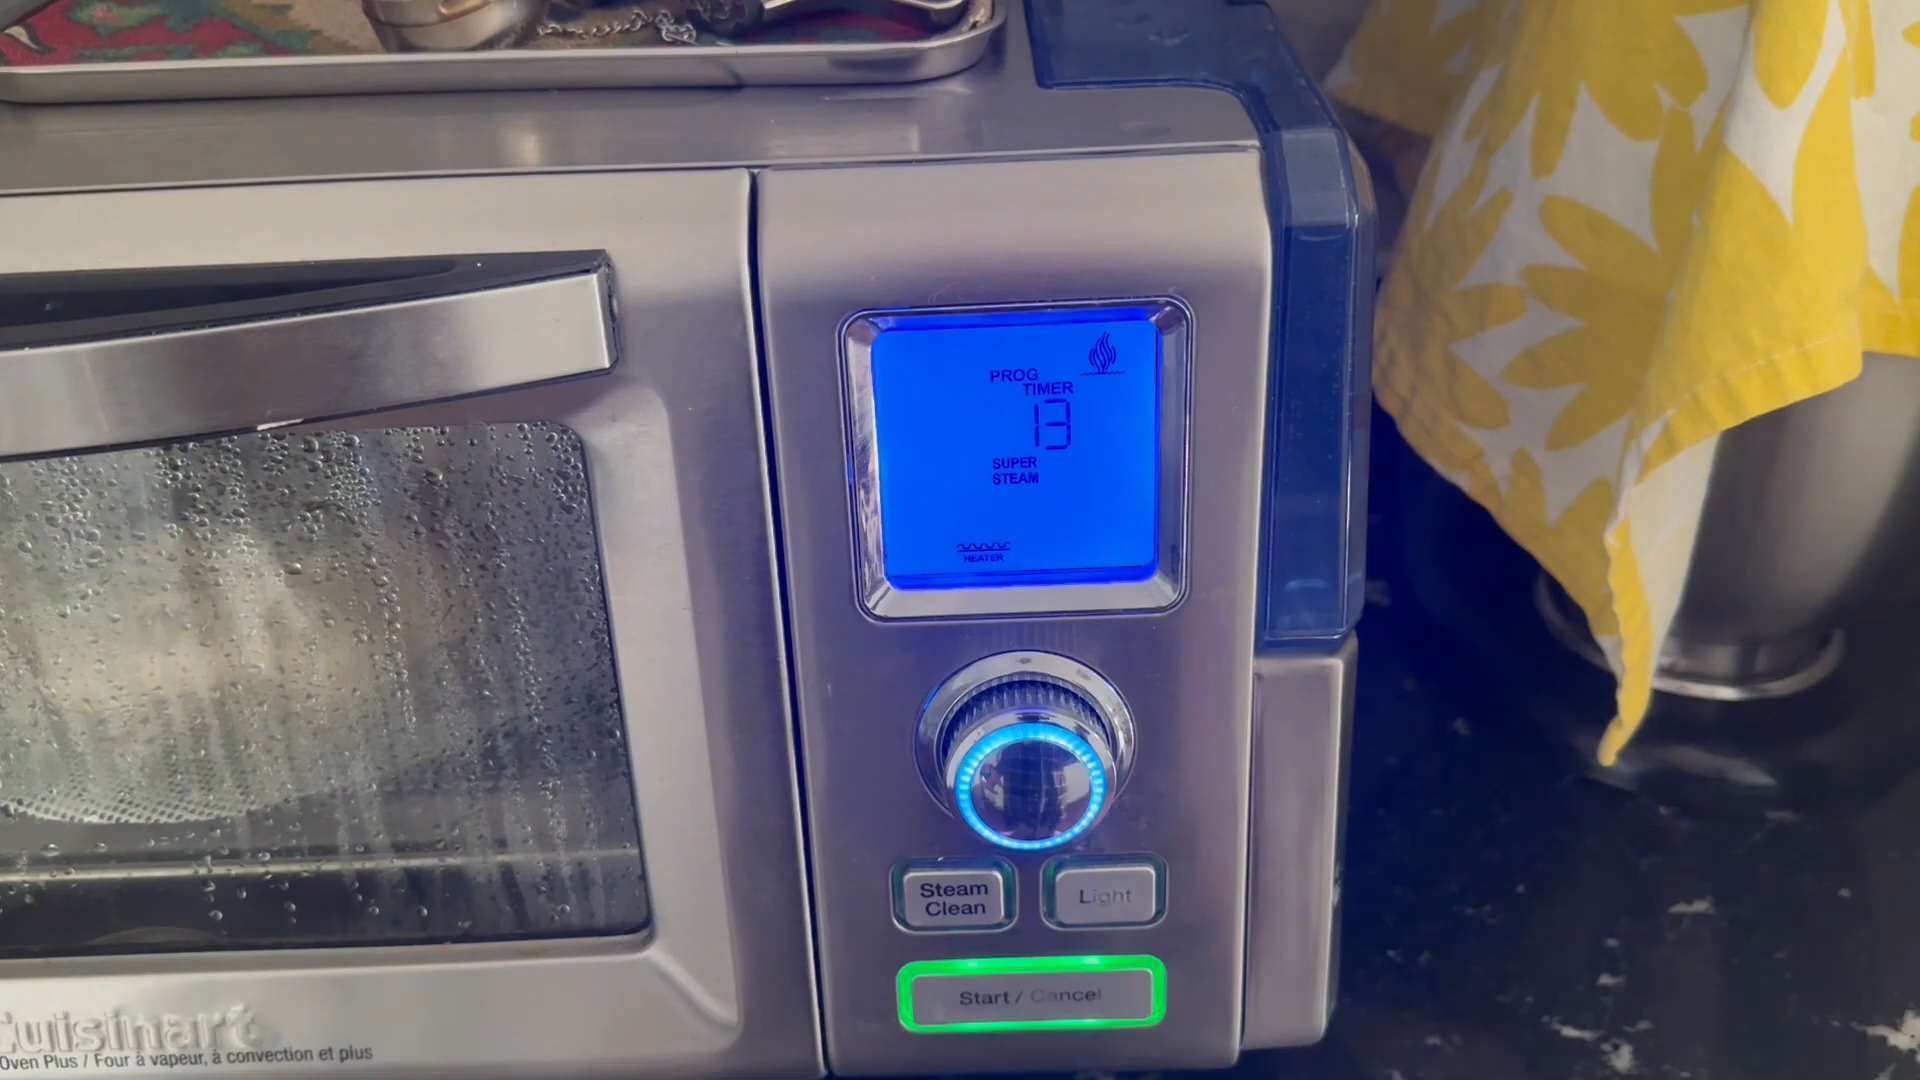 PROG
TIMER
13
SUPER
STEAM
HEATER
Steam
Clean
Light
Start / Cancel
Cuisinart
Oven Plus / Four à vapeur, à convection et plus